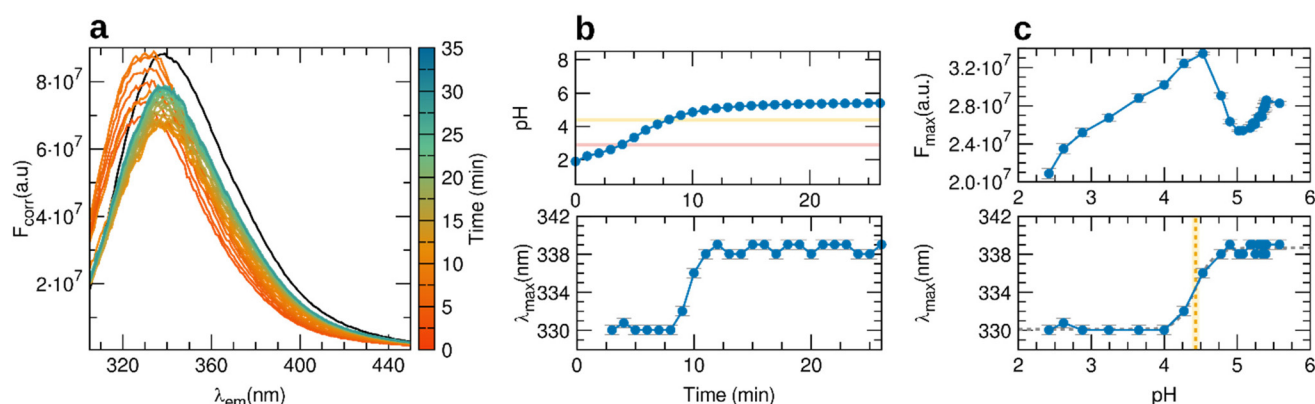 a
F_corr(a.u)
8·10⁷
6·10⁷
4·10⁷
2·10⁷
320 360 400 440
λ_em(nm)
35
30
25
20
15
10
5
0
Time (min)
b
pH
8
6
4
2
0 10 20
λ_max(nm)
342
338
334
330
0 10 20
Time (min)
c
F_max(a.u.)
3.2·10⁷
2.8·10⁷
2.4·10⁷
2.0·10⁷
2 3 4 5 6
λ_max(nm)
342
338
334
330
2 3 4 5 6
pH